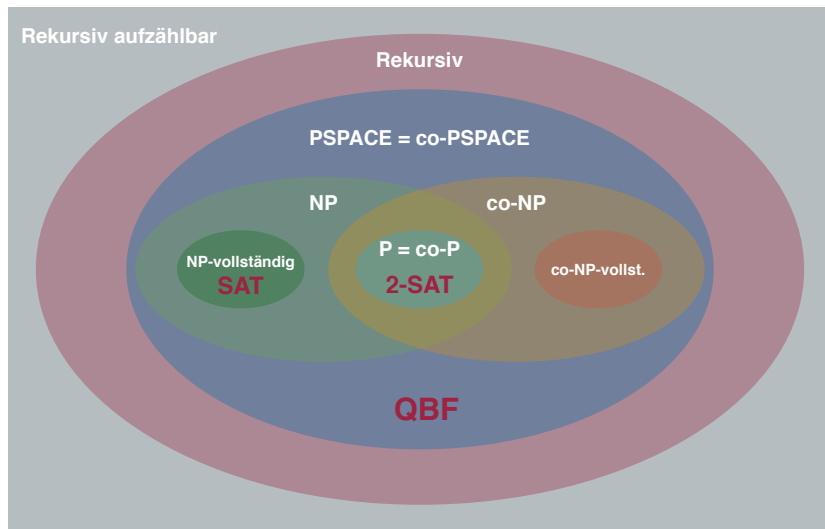 Rekursiv aufzählbar
Rekursiv
PSPACE = co-PSPACE
NP
co-NP
P = co-P
NP-vollständig
SAT
2-SAT
co-NP-vollst.
QBF